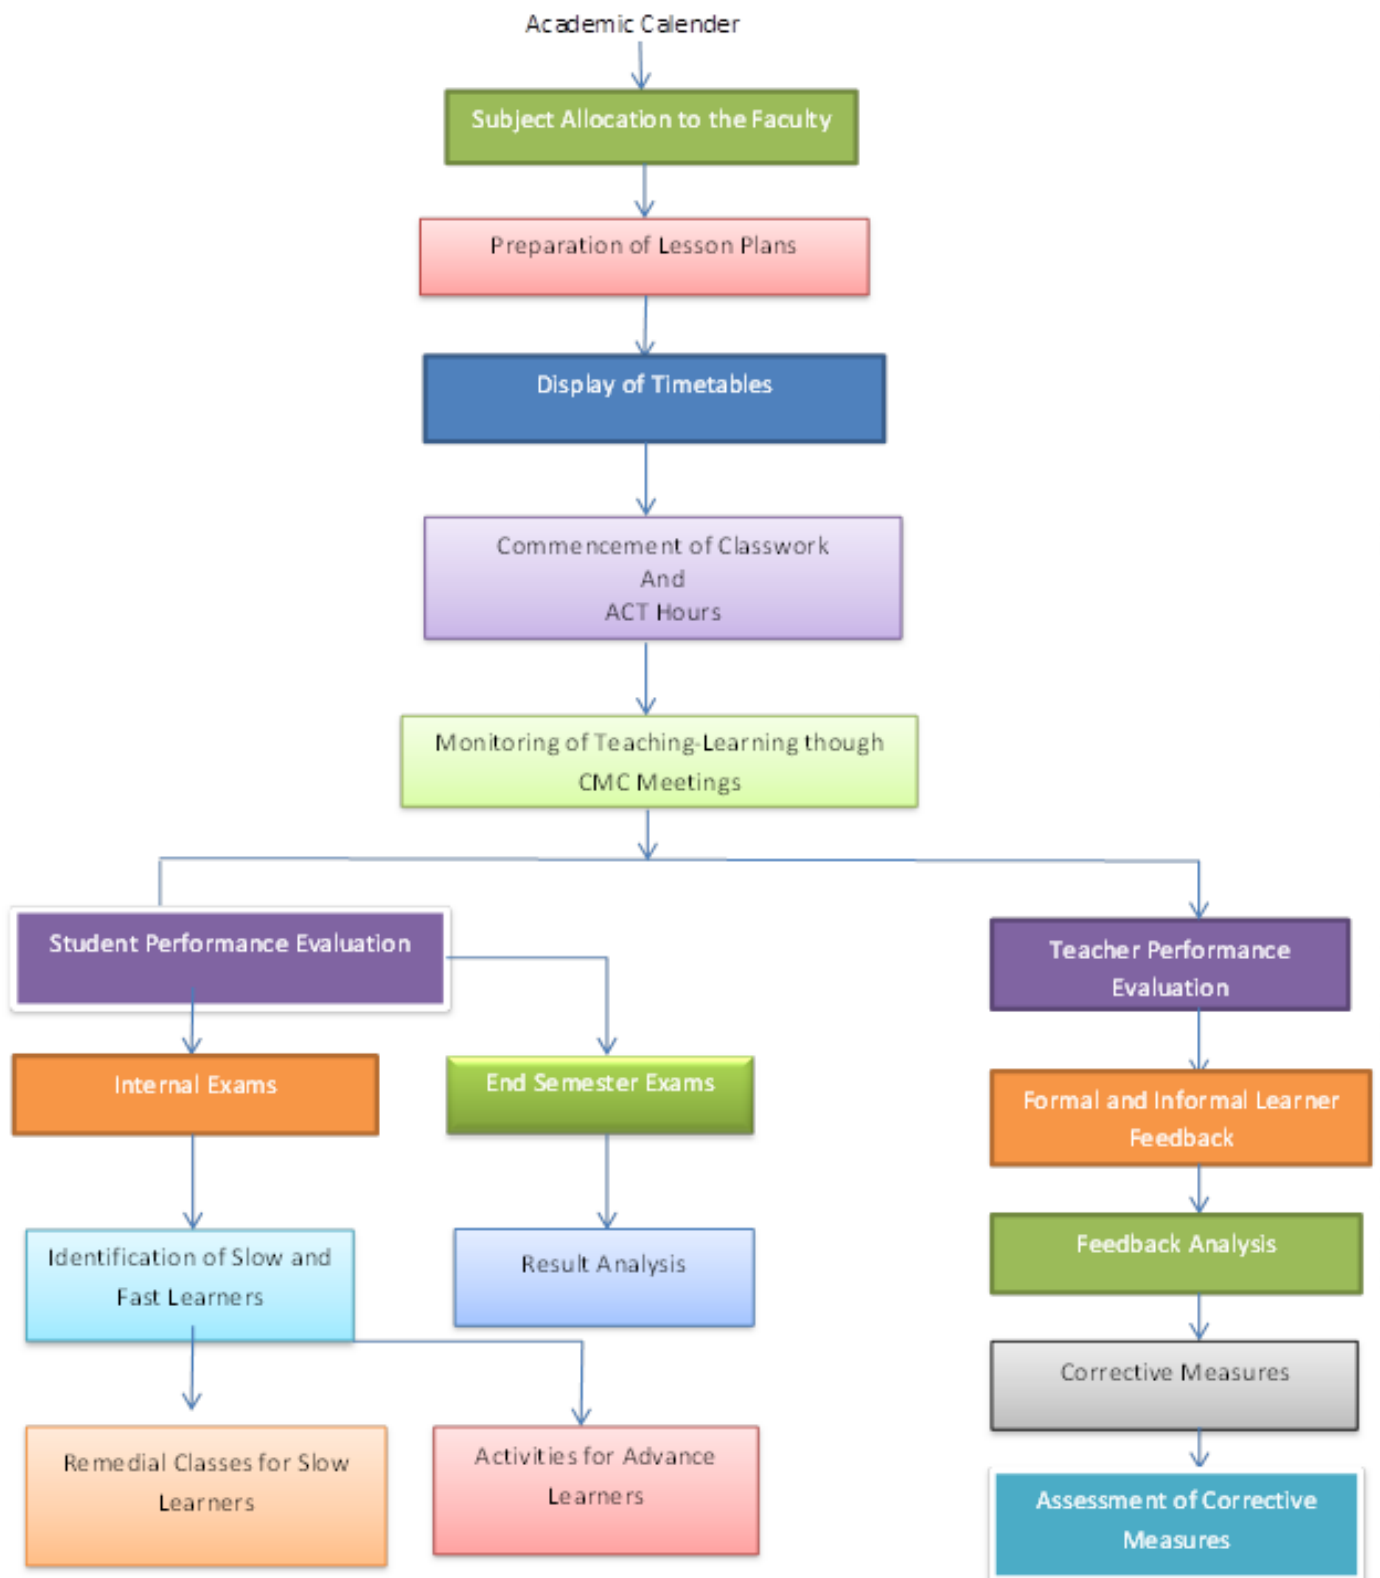 Academic Calender
Subject Allocation to the Faculty
Preparation of Lesson Plans
Display of Timetables
Commencement of Classwork
And
ACT Hours
Monitoring of Teaching-Learning though
CMC Meetings
Student Performance Evaluation
Teacher Performance
Evaluation
Internal Exams
End Semester Exams
Formal and Informal Learner
Feedback
Identification of Slow and
Fast Learners
Result Analysis
Feedback Analysis
Corrective Measures
Remedial Classes for Slow
Learners
Activities for Advance
Learners
Assessment of Corrective
Measures